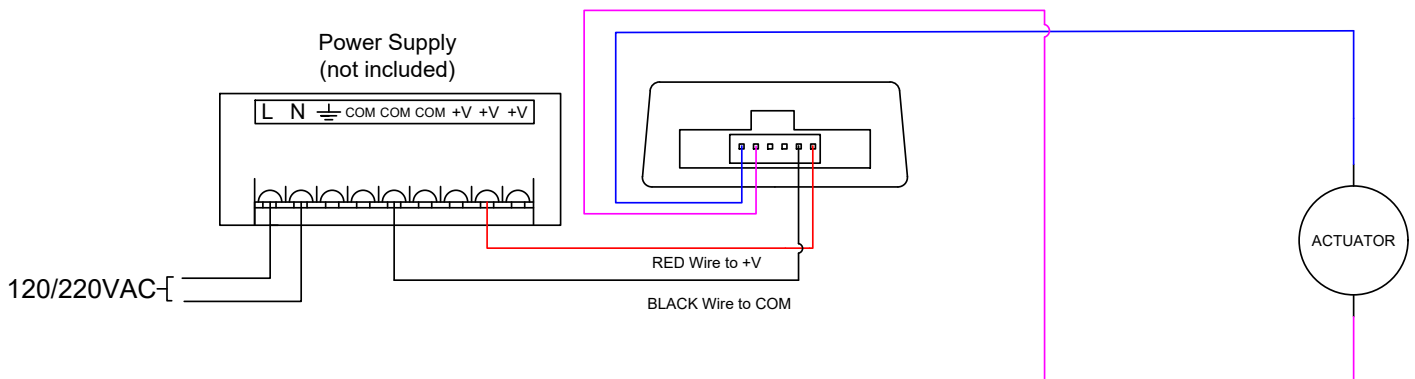 Power Supply
(not included)
L N COM COM COM +V +V +V
ACTUATOR
RED Wire to +V
120/220VAC
BLACK Wire to COM